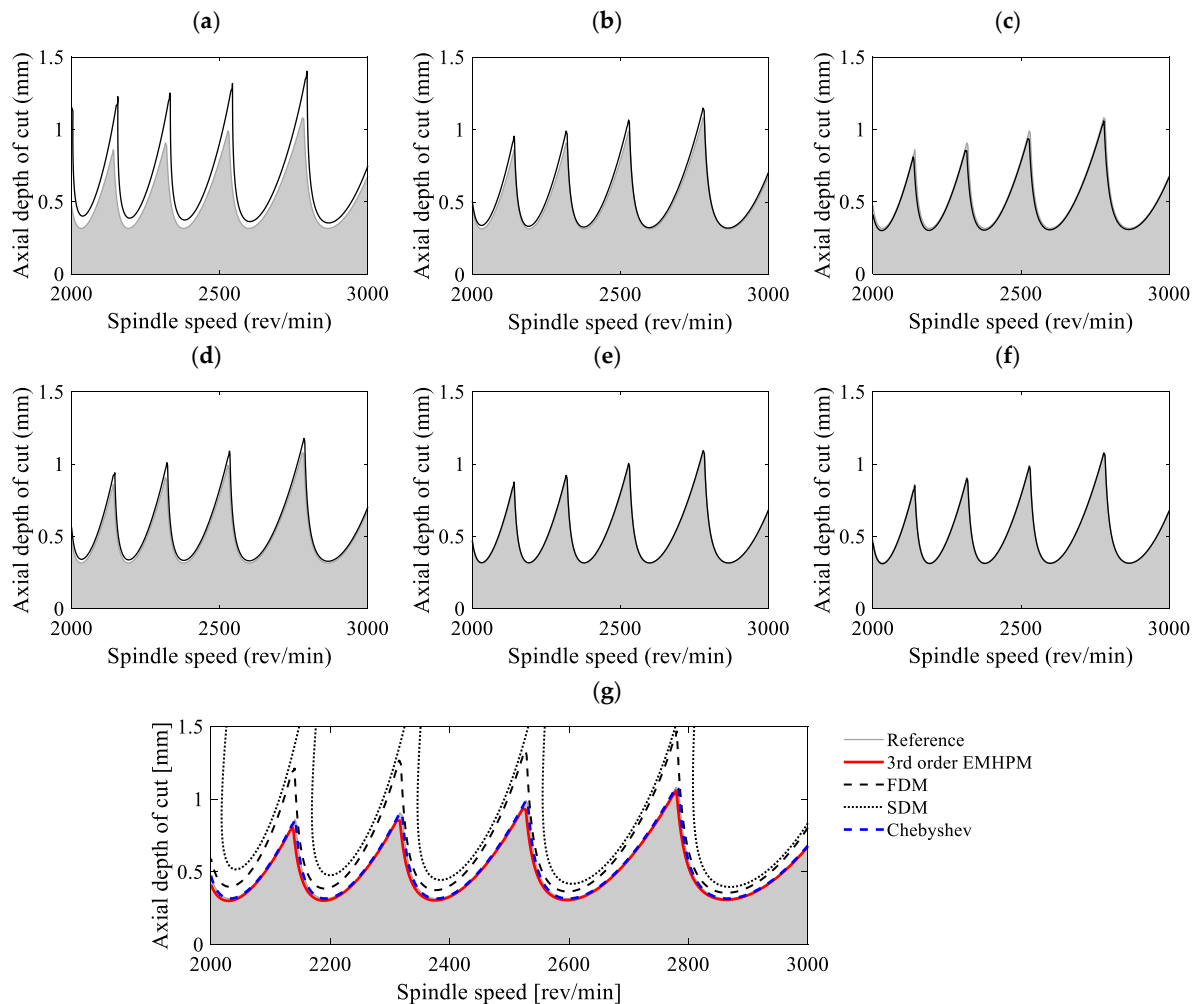 (a)
(b)
(c)
Axial depth of cut (mm)
1.5
1
0.5
0
2000
2500
3000
Spindle speed (rev/min)
Axial depth of cut (mm)
1.5
1
0.5
0
2000
2500
3000
Spindle speed (rev/min)
Axial depth of cut (mm)
1.5
1
0.5
0
2000
2500
3000
Spindle speed (rev/min)
(d)
(e)
(f)
Axial depth of cut (mm)
1.5
1
0.5
0
2000
2500
3000
Spindle speed (rev/min)
Axial depth of cut (mm)
1.5
1
0.5
0
2000
2500
3000
Spindle speed (rev/min)
Axial depth of cut (mm)
1.5
1
0.5
0
2000
2500
3000
Spindle speed (rev/min)
(g)
Axial depth of cut [mm]
1.5
1
0.5
0
2000
2200
2400
2600
2800
3000
Spindle speed [rev/min]
Reference
3rd order EMHPM
FDM
SDM
Chebyshev